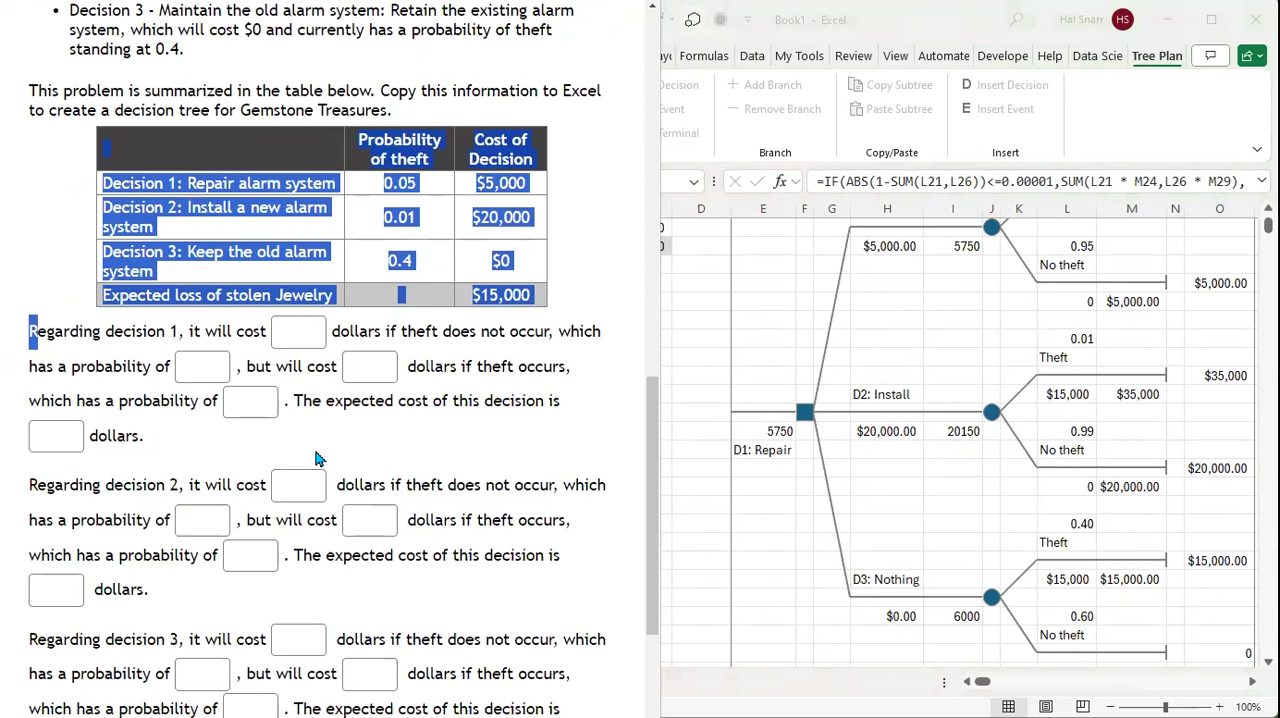 • Decision 3 - Maintain the old alarm system: Retain the existing alarm
system, which will cost $0 and currently has a probability of theft
standing at 0.4.
This problem is summarized in the table below. Copy this information to Excel
to create a decision tree for Gemstone Treasures.
Probability of theft Cost of Decision
Decision 1: Repair alarm system 0.05 $5,000
Decision 2: Install a new alarm system 0.01 $20,000
Decision 3: Keep the old alarm system 0.4 $0
Expected loss of stolen Jewelry $15,000
Regarding decision 1, it will cost dollars if theft does not occur, which
has a probability of , but will cost dollars if theft occurs,
which has a probability of . The expected cost of this decision is
dollars.
Regarding decision 2, it will cost dollars if theft does not occur, which
has a probability of , but will cost dollars if theft occurs,
which has a probability of . The expected cost of this decision is
dollars.
Regarding decision 3, it will cost dollars if theft does not occur, which
has a probability of , but will cost dollars if theft occurs,
which has a probability of . The expected cost of this decision is
Book1 - Excel
Hal Snarr HS
Formulas Data My Tools Review View Automate Develope Help Data Scie Tree Plan
Decision Add Branch Copy Subtree D Insert Decision
Event Remove Branch Paste Subtree E Insert Event
Terminal
Branch Copy/Paste Insert
fx =IF(ABS(1-SUM(L21,L26))<=0.00001,SUM(L21 * M24,L26 * M29),
D E F G H I J K L M N O
$5,000.00 5750 0.95
No theft
$5,000.00
0 $5,000.00
0.01
Theft
$35,000
D2: Install $15,000 $35,000
5750 $20,000.00 20150 0.99
D1: Repair No theft
$20,000.00
0 $20,000.00
0.40
Theft
$15,000.00
D3: Nothing $15,000 $15,000.00
$0.00 6000 0.60
No theft
0
100%